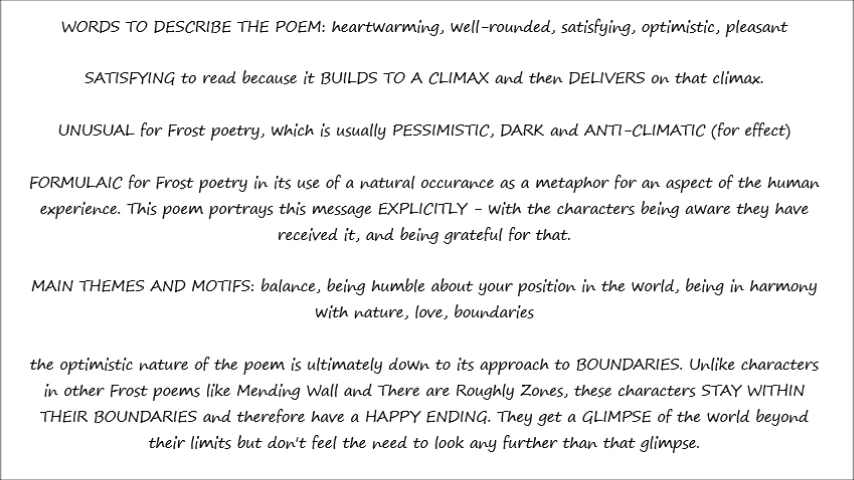 WORDS TO DESCRIBE THE POEM: heartwarming, well-rounded, satisfying, optimistic, pleasant
SATISFYING to read because it BUILDS TO A CLIMAX and then DELIVERS on that climax.
UNUSUAL for Frost poetry, which is usually PESSIMISTIC, DARK and ANTI-CLIMATIC (for effect)
FORMULAIC for Frost poetry in its use of a natural occurance as a metaphor for an aspect of the human
experience. This poem portrays this message EXPLICITLY - with the characters being aware they have
received it, and being grateful for that.
MAIN THEMES AND MOTIFS: balance, being humble about your position in the world, being in harmony
with nature, love, boundaries
the optimistic nature of the poem is ultimately down to its approach to BOUNDARIES. Unlike characters
in other Frost poems like Mending Wall and There are Roughly Zones, these characters STAY WITHIN
THEIR BOUNDARIES and therefore have a HAPPY ENDING. They get a GLIMPSE of the world beyond
their limits but don't feel the need to look any further than that glimpse.